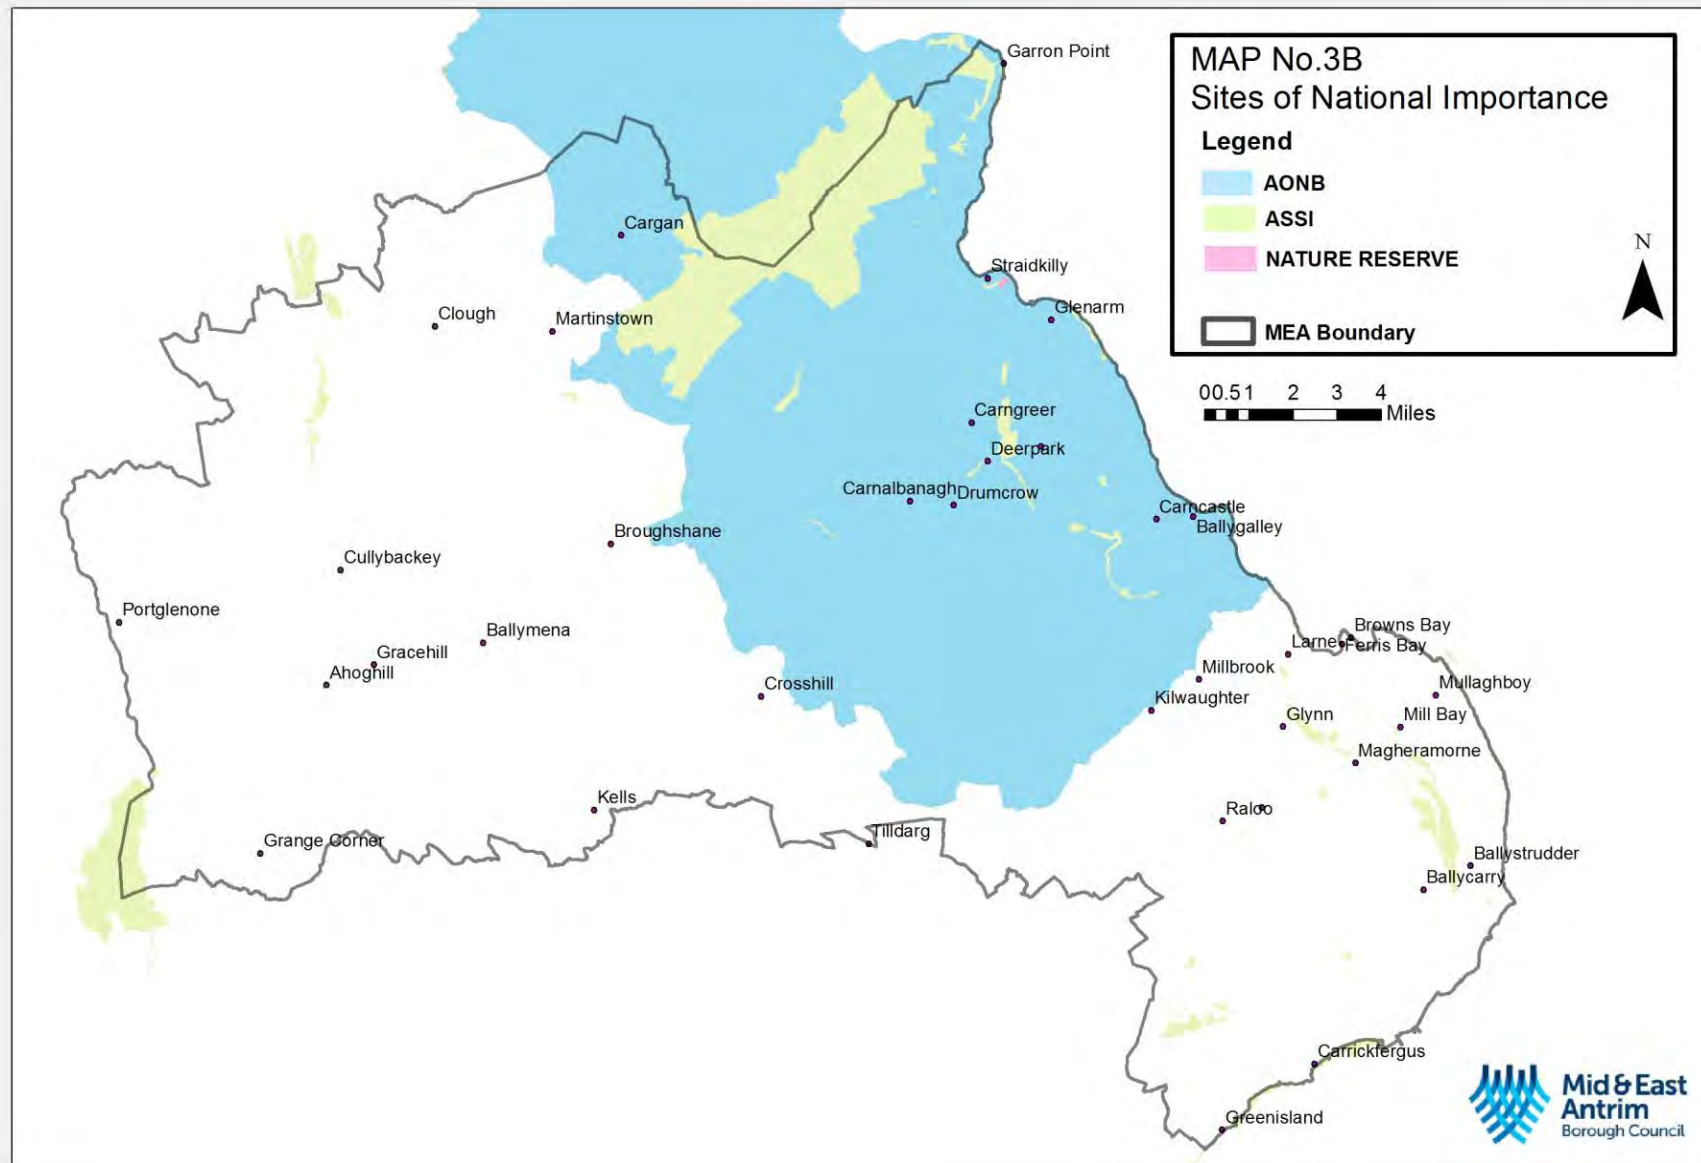 Garron Point
MAP No.3B
Sites of National Importance
Legend
AONB
ASSI
NATURE RESERVE
MEA Boundary
N
00.51 2 3 4
Miles
Cargan
Straidkilly
Glenarm
Clough
Martinstown
Carngreer
Deerpark
Carnalbanagh
Drumcrow
Carncastle
Ballygalley
Broughshane
Cullybackey
Portglenone
Ballymena
Gracehill
Ahoghill
Crosshill
Browns Bay
Larne
Ferris Bay
Millbrook
Kilwaughter
Mullaghboy
Glynn
Mill Bay
Magheramorne
Kells
Raloo
Tilldarg
Grange Corner
Ballystrudder
Ballycarry
Carrickfergus
Greenisland
Mid & East
Antrim
Borough Council